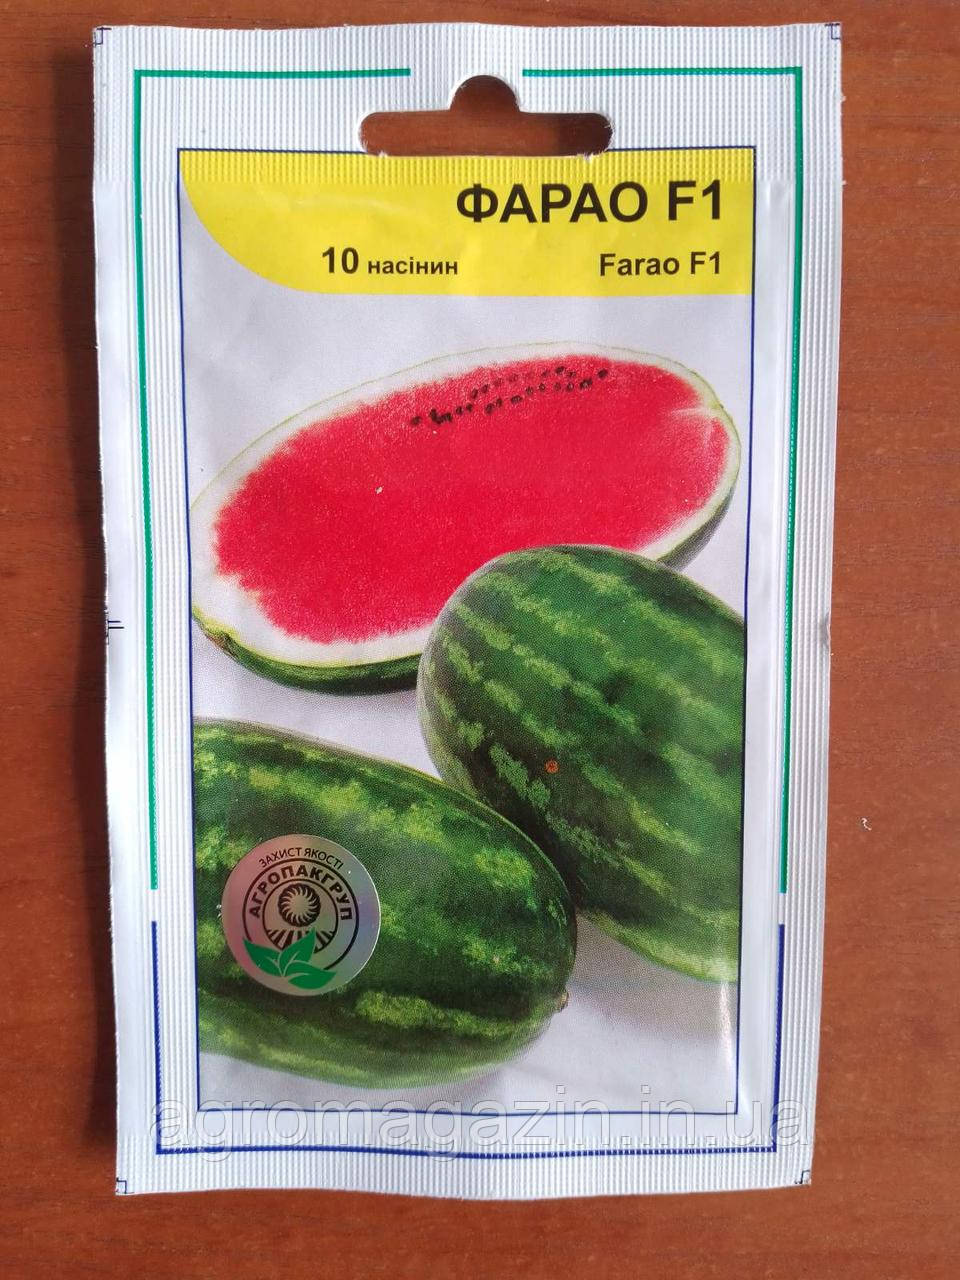 ФАРАО F1
10 насінин
Farao F1
ЗАХИСТ ЯКОСТІ
АГРОПАКГРУП
agromagazin.in.ua